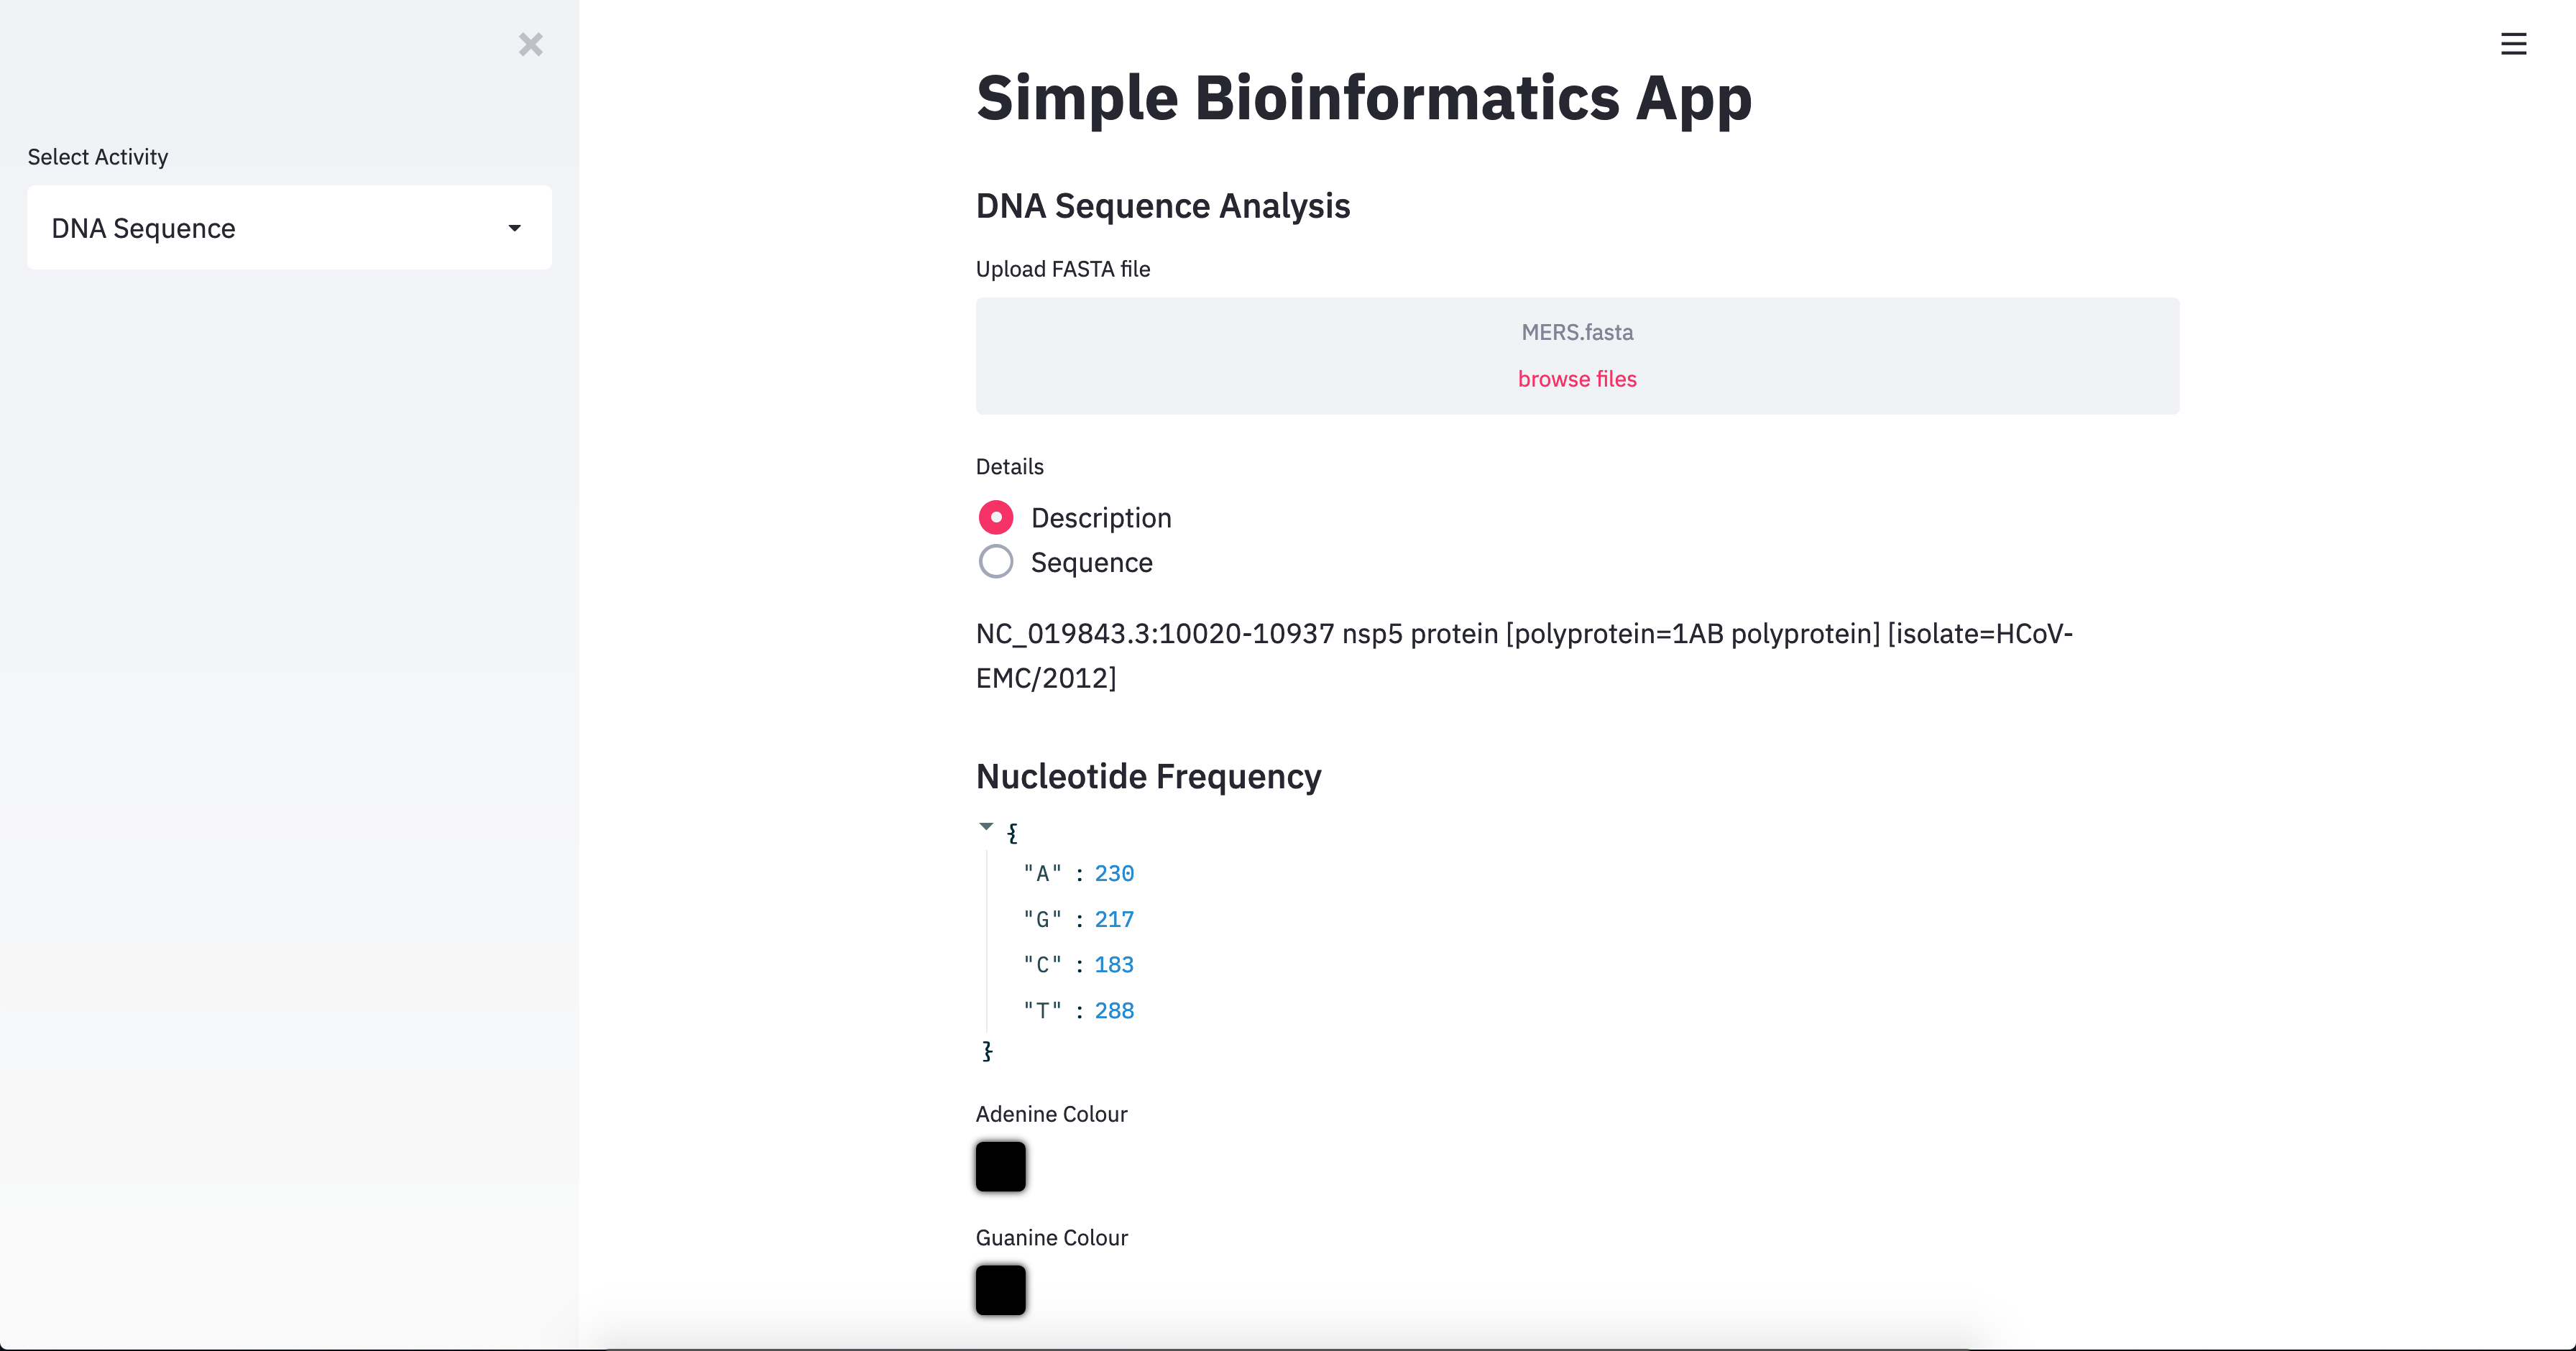 Select Activity
DNA Sequence
Simple Bioinformatics App
DNA Sequence Analysis
Upload FASTA file
MERS.fasta
browse files
Details
Description
Sequence
NC_019843.3:10020-10937 nsp5 protein [polyprotein=1AB polyprotein] [isolate=HCoV-
EMC/2012]
Nucleotide Frequency
{
"A" : 230
"G" : 217
"C" : 183
"T" : 288
}
Adenine Colour
Guanine Colour